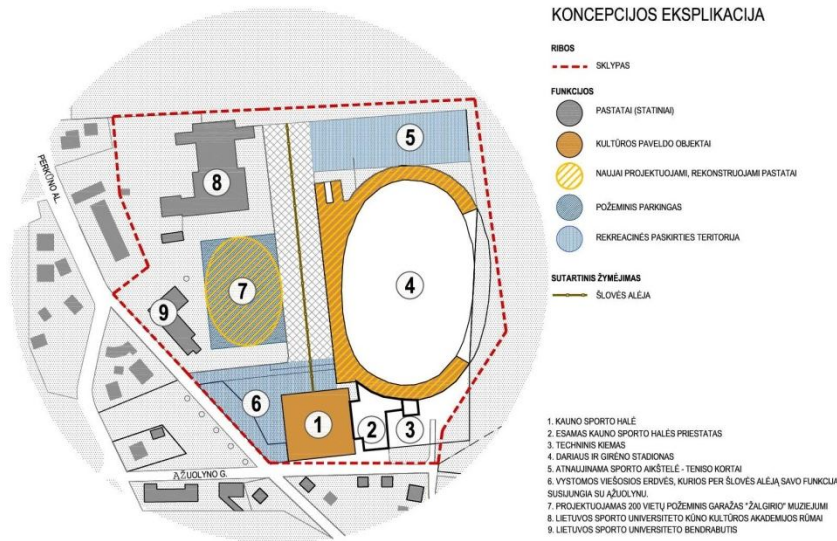 KONCEPCIJOS EKSPLIKACIJA
RIBOS
SKLYPAS
FUNKCIJOS
PASTATAI (STATINIAI)
KULTŪROS PAVELDO OBJEKTAI
NAUJAI PROJEKTUOJAMI, REKONSTRUOJAMI PASTATAI
POŽEMINIS PARKINGAS
REKREACINĖS PASKIRTIES TERITORIJA
SUTARTINIS ŽYMĖJIMAS
ŠLOVĖS ALĖJA
1. KAUNO SPORTO HALĖ
2. ESAMAS KAUNO SPORTO HALĖS PRIESTATAS
3. TECHNINIS KIEMAS
4. DARIAUS IR GIRĖNO STADIONAS
5. ATNAUJINAMA SPORTO AIKŠTELĖ - TENISO KORTAI
6. VYSTOMOS VIEŠOSIOS ERDVĖS, KURIOS PER ŠLOVĖS ALĖJĄ SAVO FUNKCIJA
SUSIJUNGIA SU ĄŽUOLYNU.
7. PROJEKTUOJAMAS 200 VIETŲ POŽEMINIS GARAŽAS "ŽALGIRIO" MUZIEJUMI
8. LIETUVOS SPORTO UNIVERSITETO KŪNO KULTŪROS AKADEMIJOS RŪMAI
9. LIETUVOS SPORTO UNIVERSITETO BENDRABUTIS
PERKŪNO AL.
ĄŽUOLYNO G.
5
8
4
7
9
6
1
2
3